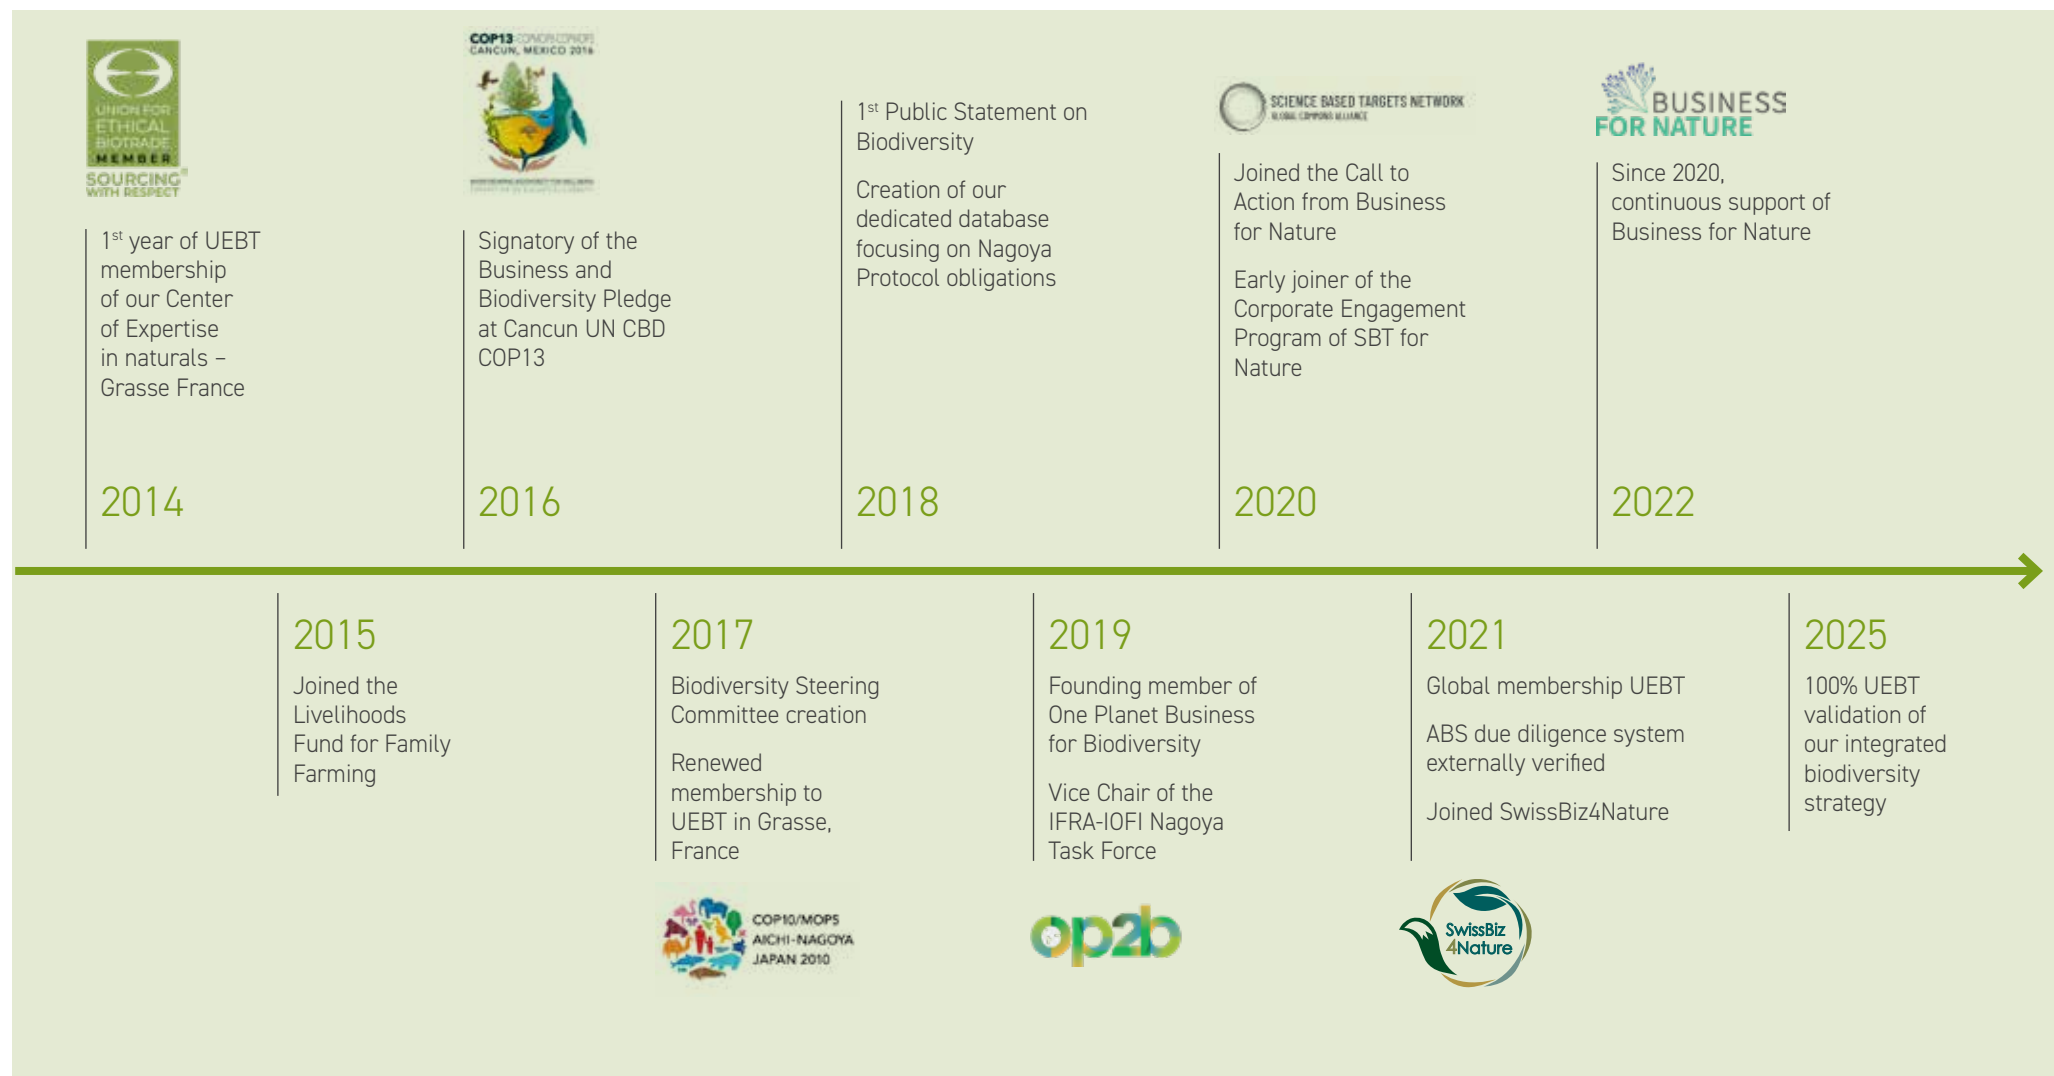 UNION FOR
ETHICAL
BIOTRADE
MEMBER
SOURCING®
WITH RESPECT
1st year of UEBT
membership
of our Center
of Expertise
in naturals –
Grasse France
2014
COP13
CANCUN, MEXICO 2016
Signatory of the
Business and
Biodiversity Pledge
at Cancun UN CBD
COP13
2016
1st Public Statement on
Biodiversity
Creation of our
dedicated database
focusing on Nagoya
Protocol obligations
2018
SCIENCE BASED TARGETS NETWORK
GLOBAL COMMONS ALLIANCE
Joined the Call to
Action from Business
for Nature
Early joiner of the
Corporate Engagement
Program of SBT for
Nature
2020
BUSINESS
FOR NATURE
Since 2020,
continuous support of
Business for Nature
2022
2015
Joined the
Livelihoods
Fund for Family
Farming
2017
Biodiversity Steering
Committee creation
Renewed
membership to
UEBT in Grasse,
France
COP10/MOP5
AICHI-NAGOYA
JAPAN 2010
2019
Founding member of
One Planet Business
for Biodiversity
Vice Chair of the
IFRA-IOFI Nagoya
Task Force
op2b
2021
Global membership UEBT
ABS due diligence system
externally verified
Joined SwissBiz4Nature
SwissBiz
4Nature
2025
100% UEBT
validation of
our integrated
biodiversity
strategy